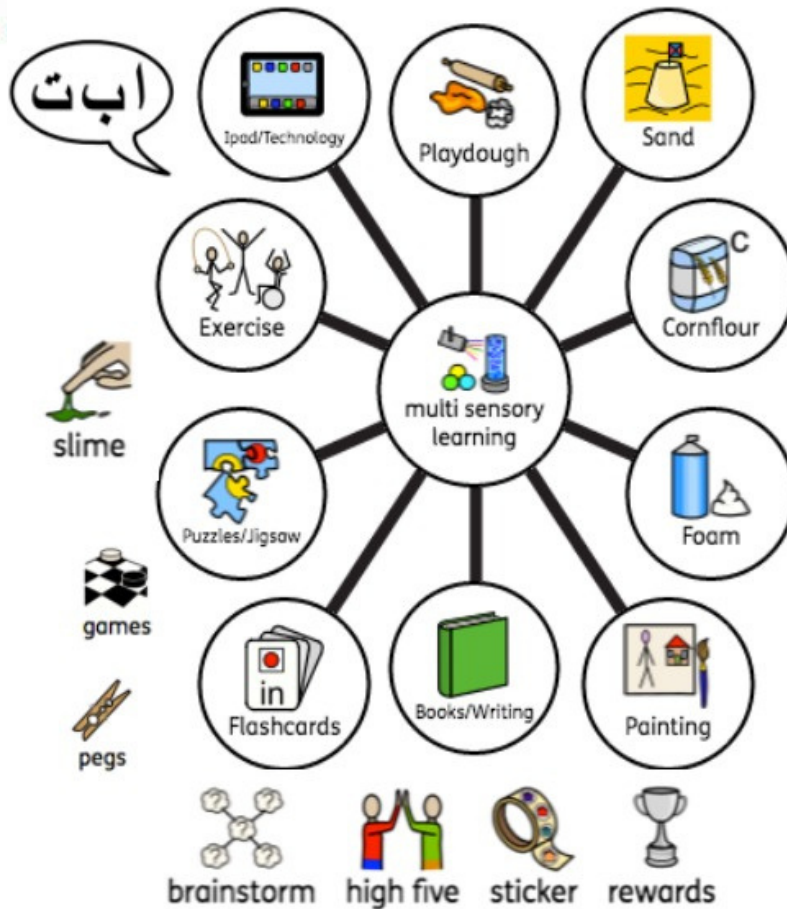 ا ب ت
Ipad/Technology
Playdough
Sand
Exercise
C
Cornflour
multi sensory
learning
slime
Puzzles/Jigsaw
Foam
games
in
Flashcards
Books/Writing
Painting
pegs
brainstorm
high five
sticker
rewards